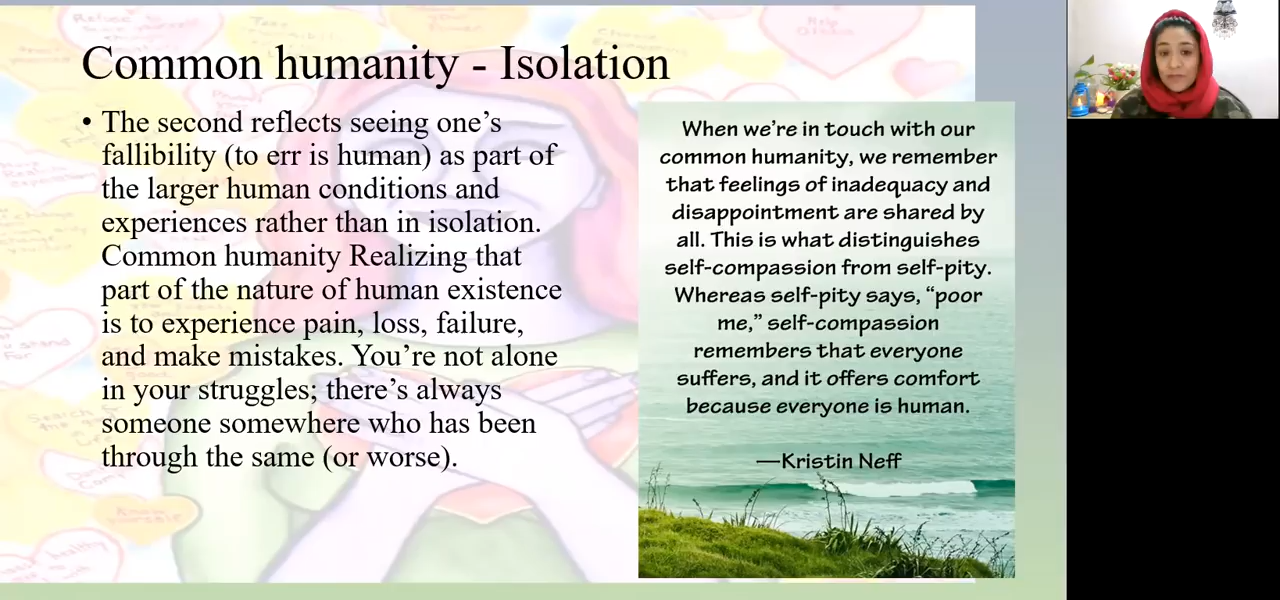 Common humanity - Isolation
• The second reflects seeing one’s
fallibility (to err is human) as part of
the larger human conditions and
experiences rather than in isolation.
Common humanity Realizing that
part of the nature of human existence
is to experience pain, loss, failure,
and make mistakes. You’re not alone
in your struggles; there’s always
someone somewhere who has been
through the same (or worse).
When we’re in touch with our
common humanity, we remember
that feelings of inadequacy and
disappointment are shared by
all. This is what distinguishes
self-compassion from self-pity.
Whereas self-pity says, “poor
me,” self-compassion
remembers that everyone
suffers, and it offers comfort
because everyone is human.
—Kristin Neff
Help
Others